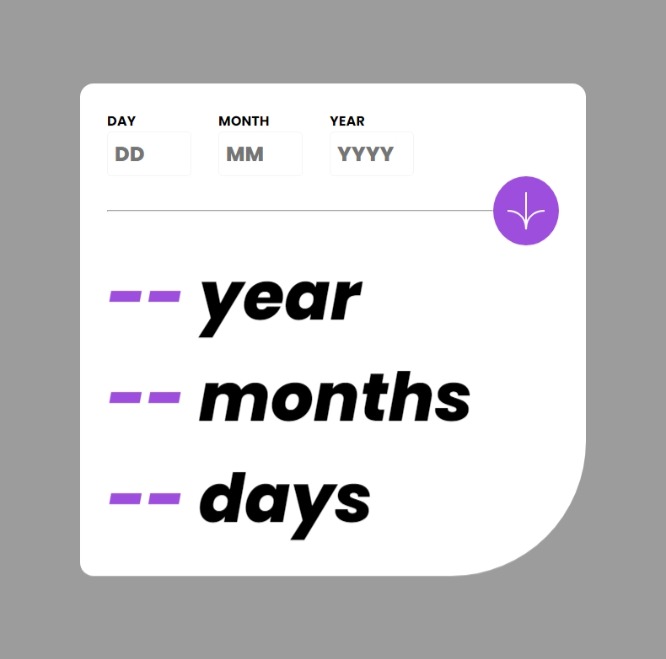 DAY MONTH YEAR
DD MM YYYY
-- year
-- months
-- days